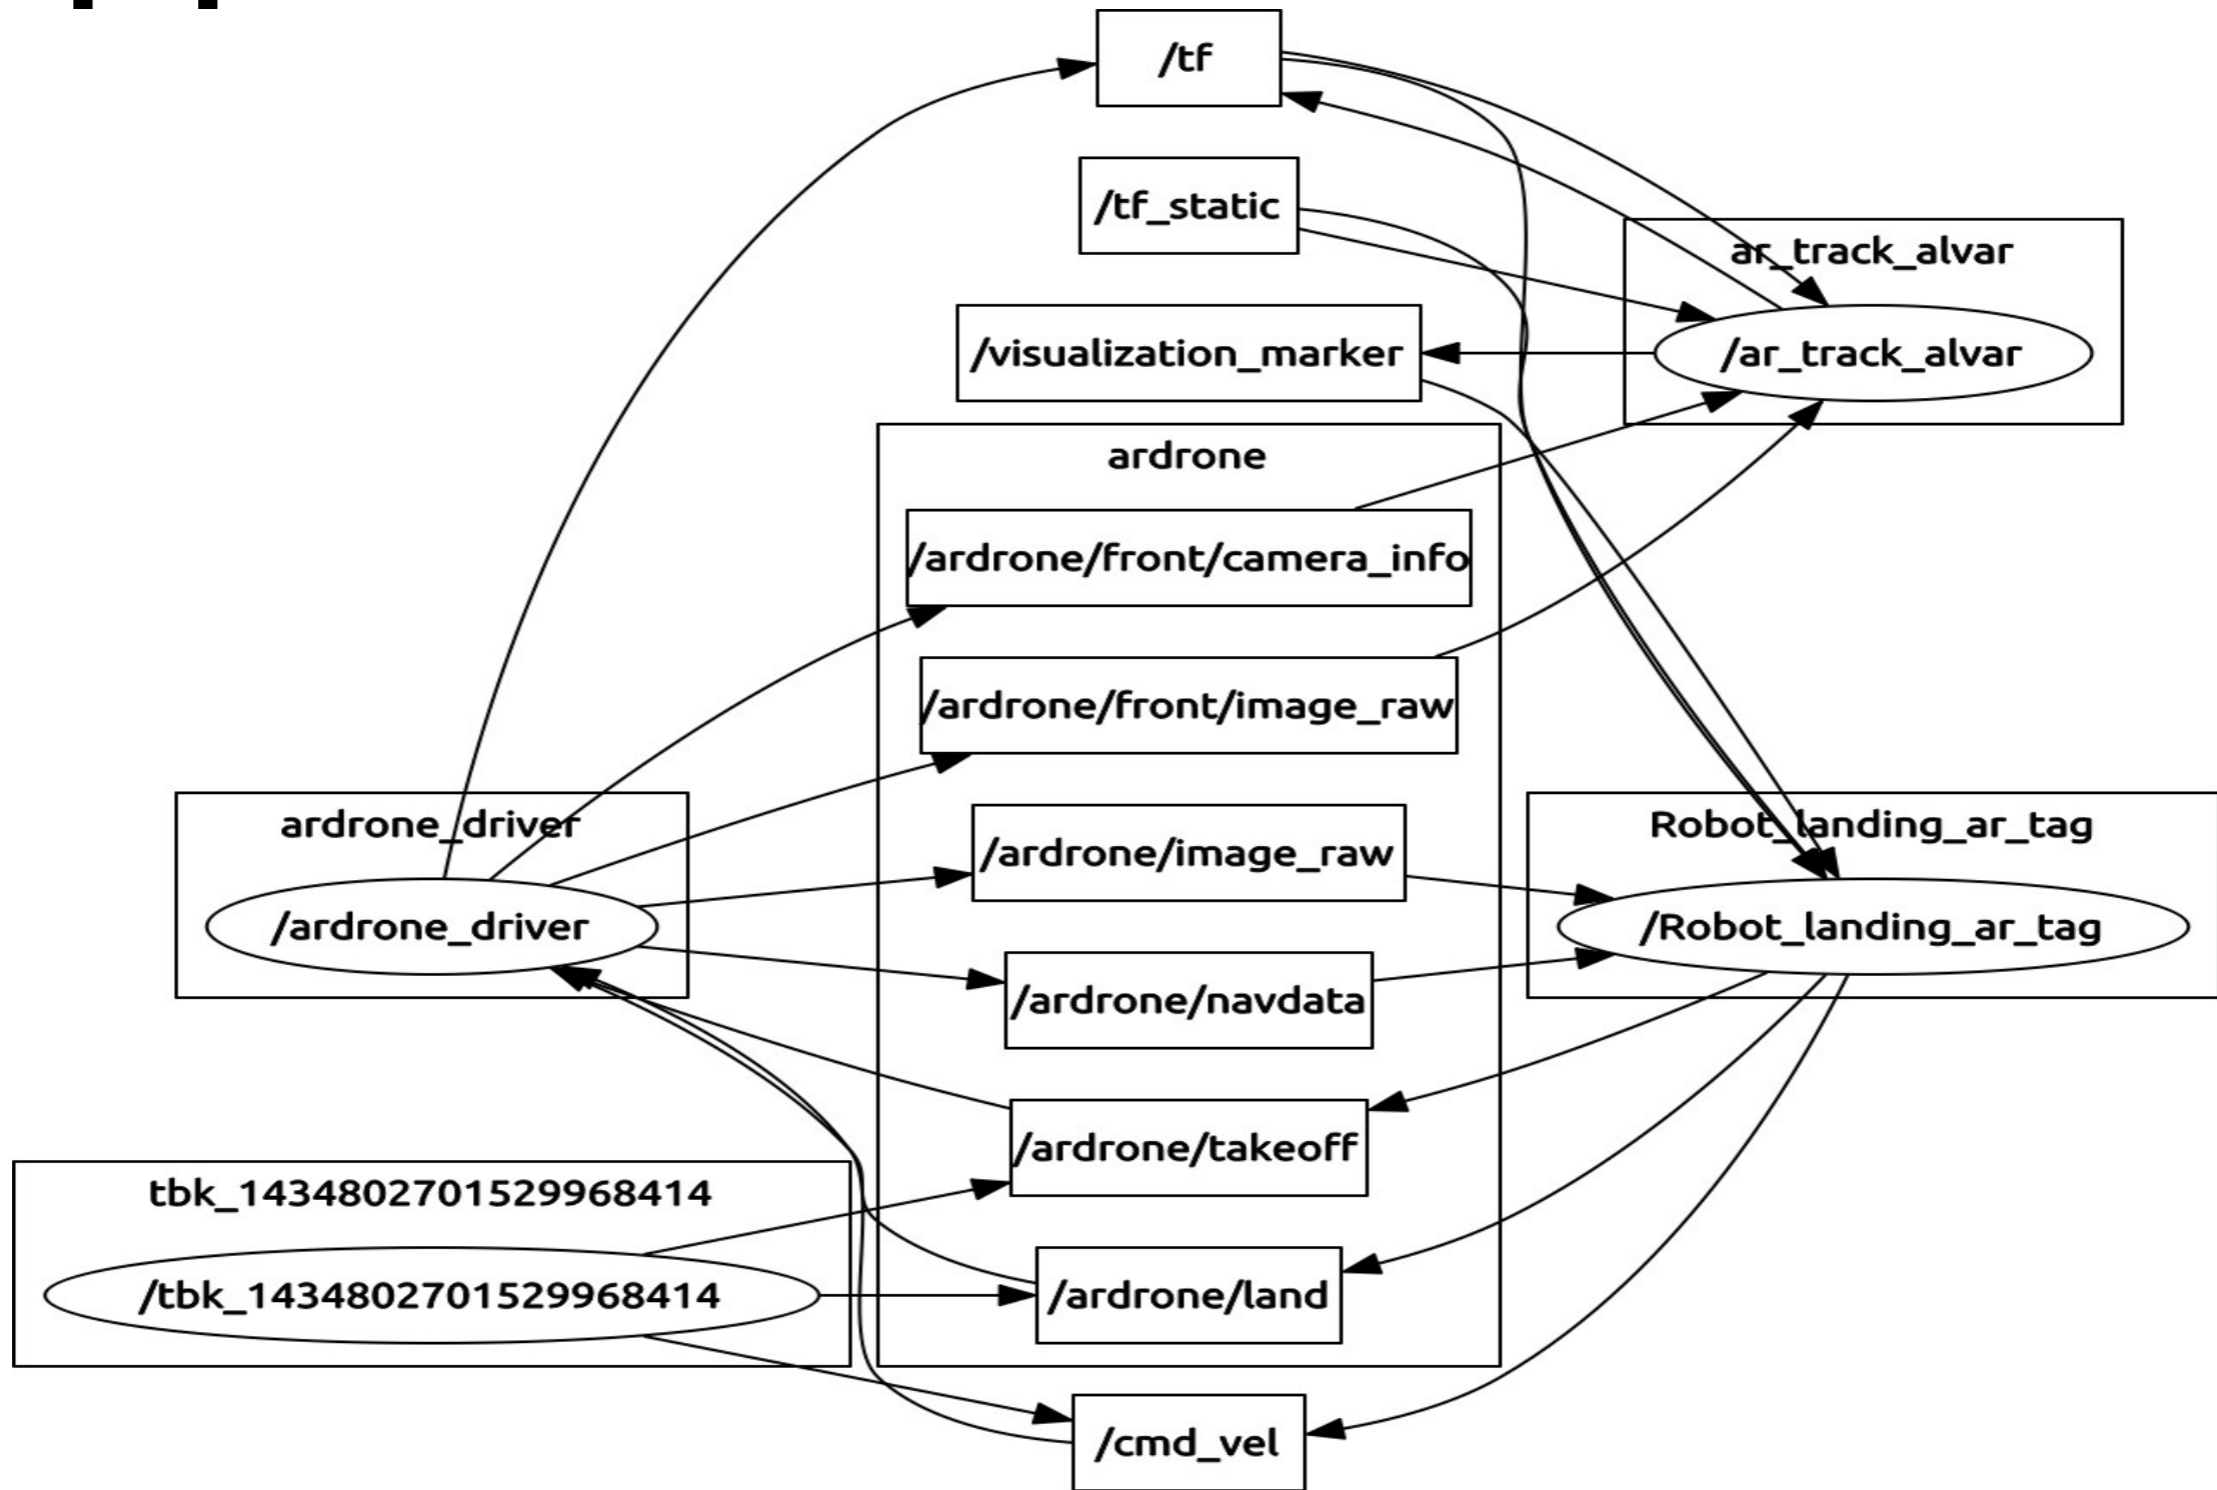 /tf
/tf_static
ar_track_alvar
/visualization_marker
/ar_track_alvar
ardrone
/ardrone/front/camera_info
/ardrone/front/image_raw
ardrone_driver
/ardrone/image_raw
Robot_landing_ar_tag
/ardrone_driver
/Robot_landing_ar_tag
/ardrone/navdata
/ardrone/takeoff
tbk_1434802701529968414
/tbk_1434802701529968414
/ardrone/land
/cmd_vel